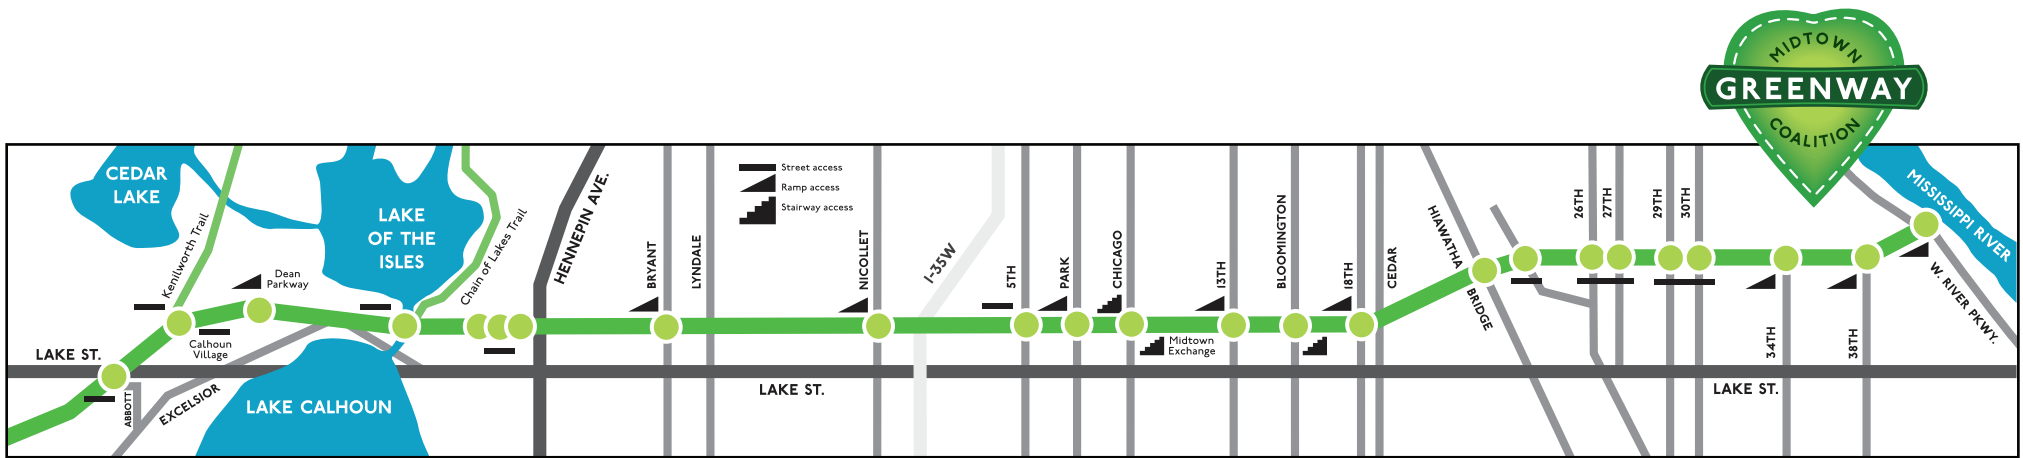 MIDTOWN
GREENWAY
COALITION
CEDAR
LAKE
Kenilworth Trail
Dean
Parkway
Calhoun
Village
LAKE ST.
ABBOTT
EXCELSIOR
LAKE CALHOUN
LAKE
OF THE
ISLES
Chain of Lakes Trail
HENNEPIN AVE.
BRYANT
LYNDALE
Street access
Ramp access
Stairway access
LAKE ST.
NICOLLET
I-35W
5TH
PARK
CHICAGO
Midtown
Exchange
13TH
BLOOMINGTON
18TH
CEDAR
HIAWATHA
BRIDGE
26TH
27TH
29TH
30TH
34TH
38TH
LAKE ST.
MISSISSIPPI RIVER
W. RIVER PKWY.